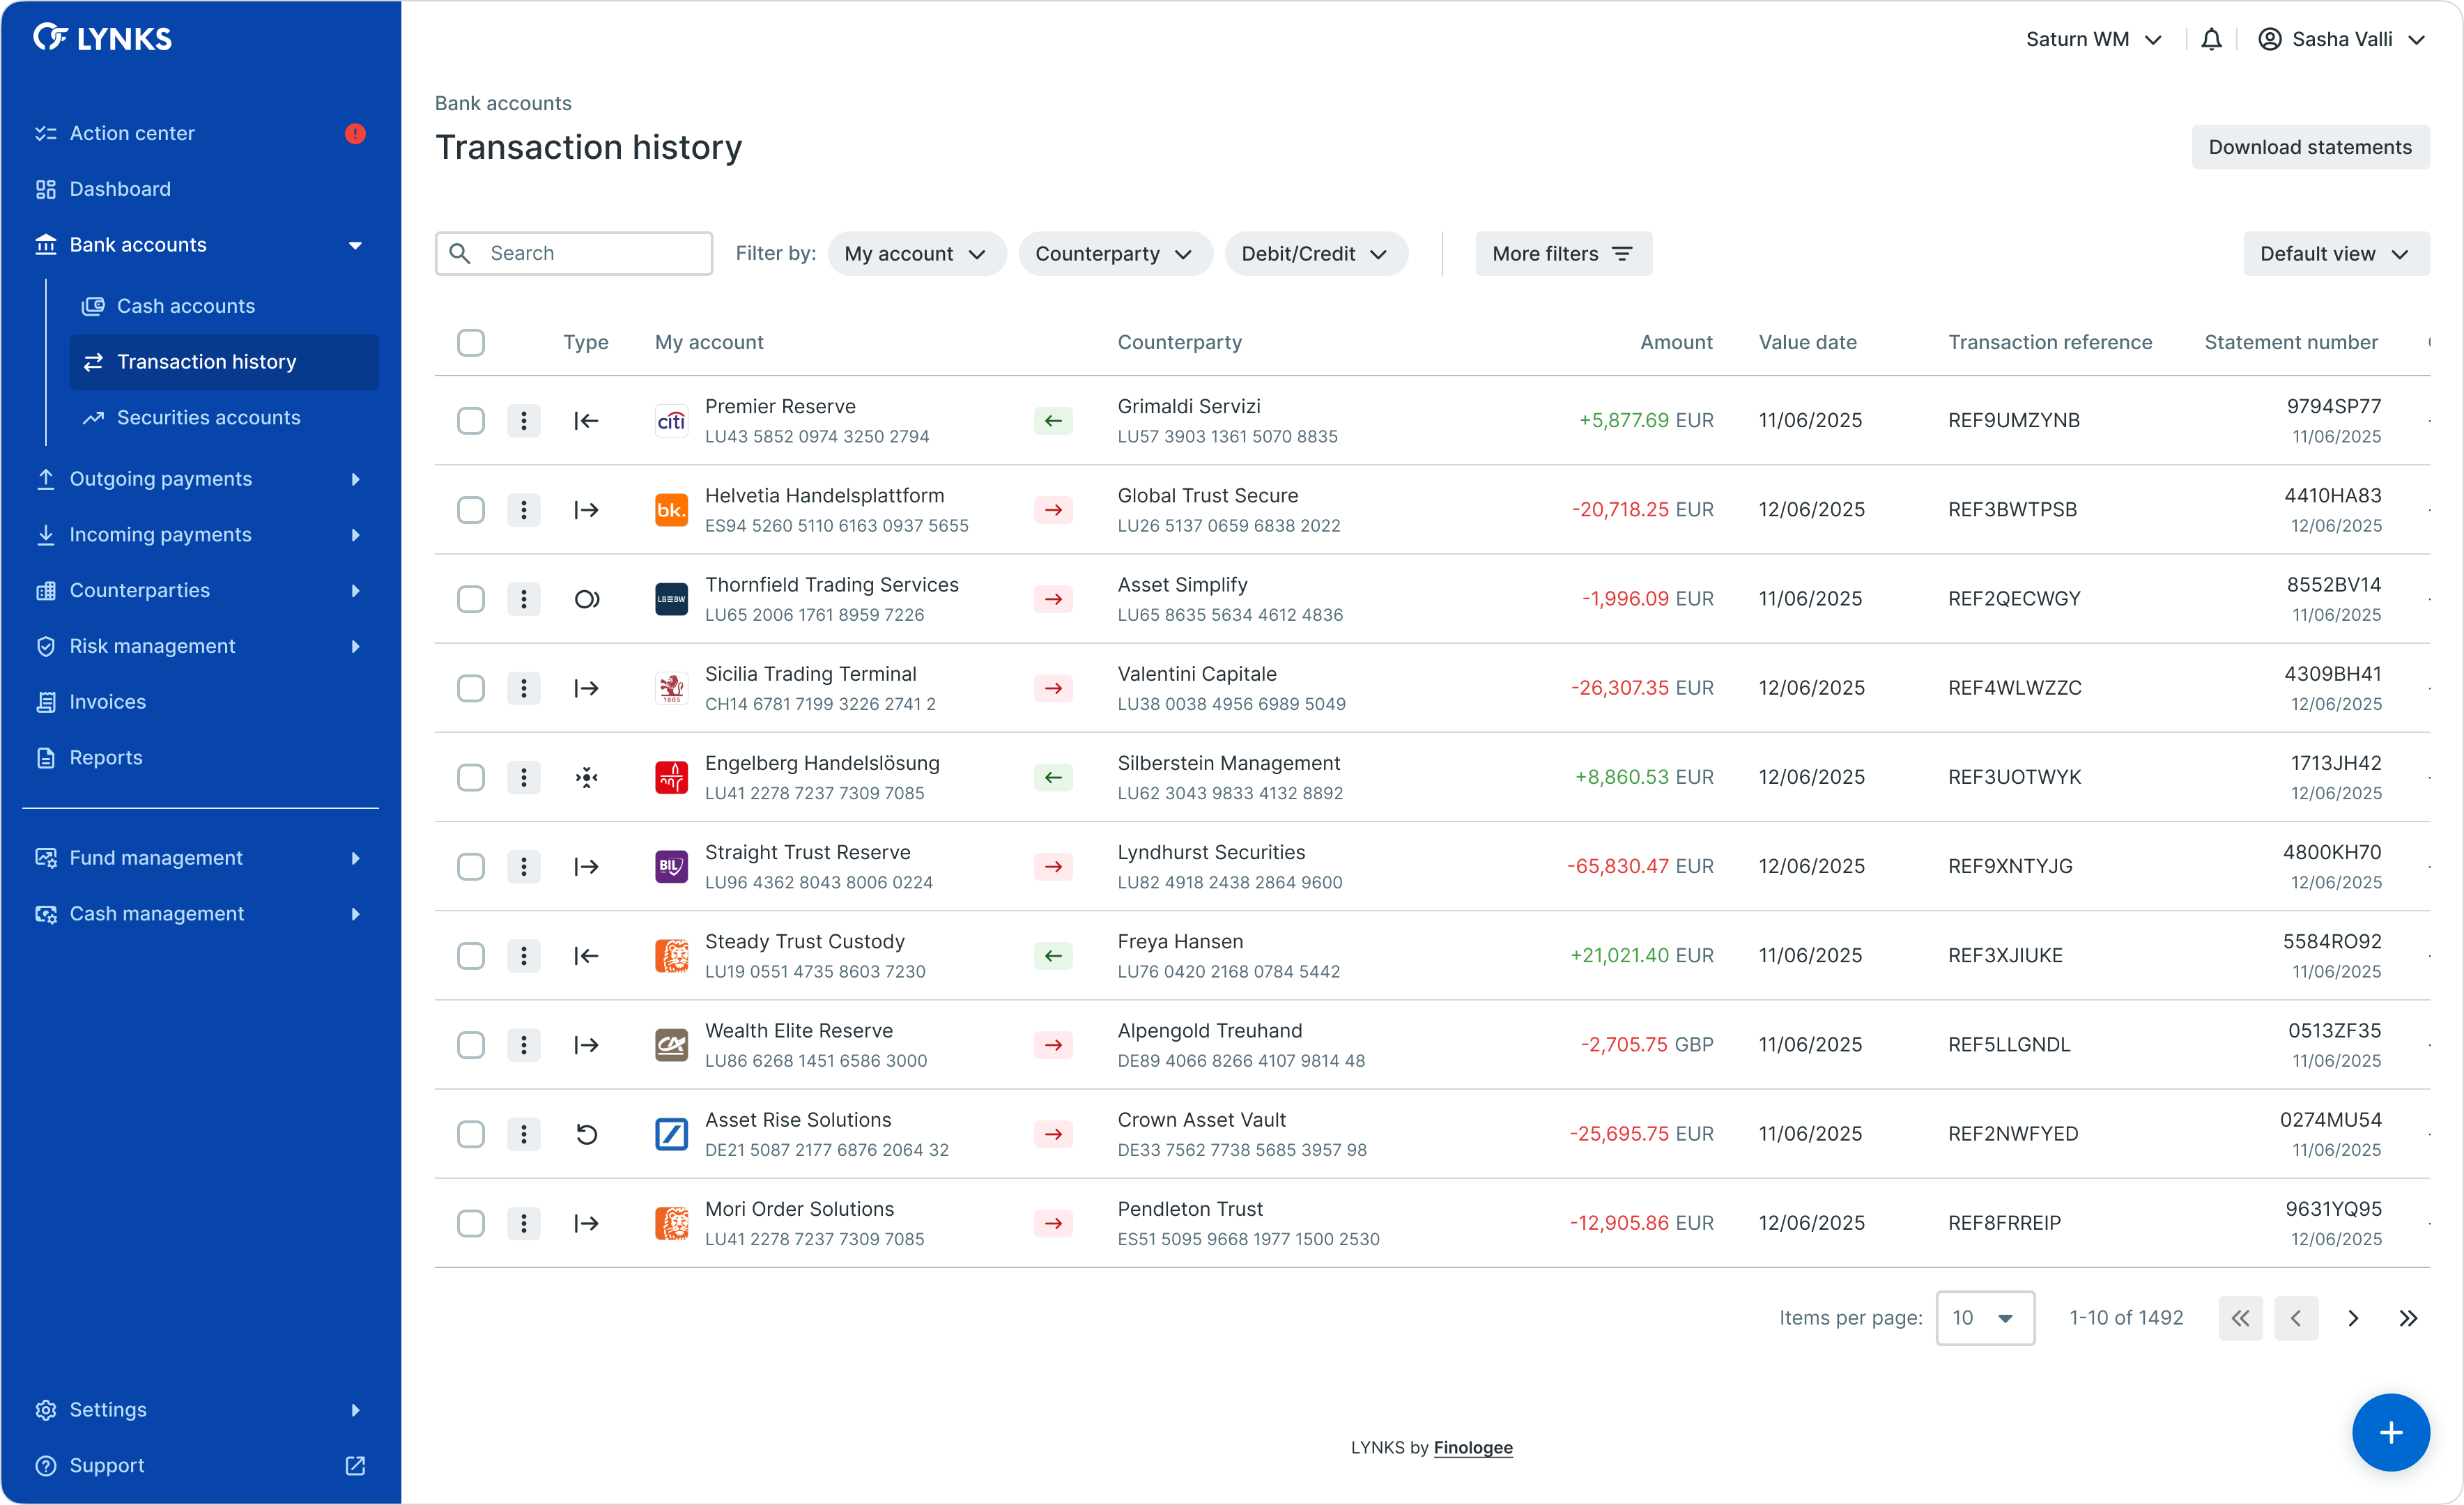 LYNKS
Saturn WM
Sasha Valli
Action center
Dashboard
Bank accounts
Cash accounts
Transaction history
Securities accounts
Outgoing payments
Incoming payments
Counterparties
Risk management
Invoices
Reports
Fund management
Cash management
Settings
Support
Bank accounts
Transaction history
Download statements
Search
Filter by: My account Counterparty Debit/Credit More filters Default view
Type My account Counterparty Amount Value date Transaction reference Statement number
citi Premier Reserve Grimaldi Servizi +5,877.69 EUR 11/06/2025 REF9UMZYNB 9794SP77
LU43 5852 0974 3250 2794 LU57 3903 1361 5070 8835 11/06/2025
bk. Helvetia Handelsplattform Global Trust Secure -20,718.25 EUR 12/06/2025 REF3BWTPSB 4410HA83
ES94 5260 5110 6163 0937 5655 LU26 5137 0659 6838 2022 12/06/2025
LB≡BW Thornfield Trading Services Asset Simplify -1,996.09 EUR 11/06/2025 REF2QECWGY 8552BV14
LU65 2006 1761 8959 7226 LU65 8635 5634 4612 4836 11/06/2025
Sicilia Trading Terminal Valentini Capitale -26,307.35 EUR 12/06/2025 REF4WLWZZC 4309BH41
1805 CH14 6781 7199 3226 2741 2 LU38 0038 4956 6989 5049 12/06/2025
Engelberg Handelslösung Silberstein Management +8,860.53 EUR 12/06/2025 REF3UOTWYK 1713JH42
LU41 2278 7237 7309 7085 LU62 3043 9833 4132 8892 12/06/2025
BIL Straight Trust Reserve Lyndhurst Securities -65,830.47 EUR 12/06/2025 REF9XNTYJG 4800KH70
LU96 4362 8043 8006 0224 LU82 4918 2438 2864 9600 12/06/2025
Steady Trust Custody Freya Hansen +21,021.40 EUR 11/06/2025 REF3XJIUKE 5584RO92
LU19 0551 4735 8603 7230 LU76 0420 2168 0784 5442 11/06/2025
CA Wealth Elite Reserve Alpengold Treuhand -2,705.75 GBP 11/06/2025 REF5LLGNDL 0513ZF35
LU86 6268 1451 6586 3000 DE89 4066 8266 4107 9814 48 11/06/2025
Asset Rise Solutions Crown Asset Vault -25,695.75 EUR 11/06/2025 REF2NWFYED 0274MU54
DE21 5087 2177 6876 2064 32 DE33 7562 7738 5685 3957 98 11/06/2025
Mori Order Solutions Pendleton Trust -12,905.86 EUR 12/06/2025 REF8FRREIP 9631YQ95
LU41 2278 7237 7309 7085 ES51 5095 9668 1977 1500 2530 12/06/2025
Items per page: 10 1-10 of 1492
LYNKS by Finologee